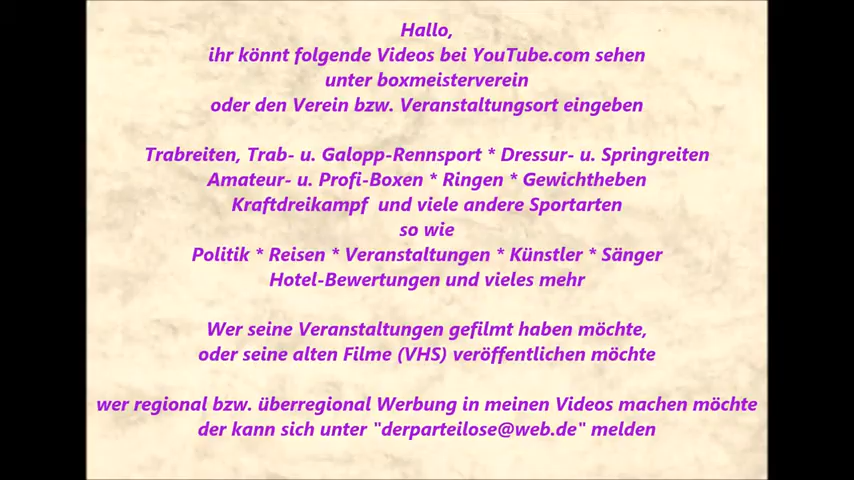 Hallo,
ihr könnt folgende Videos bei YouTube.com sehen
unter boxmeisterverein
oder den Verein bzw. Veranstaltungsort eingeben
Trabreiten, Trab- u. Galopp-Rennsport * Dressur- u. Springreiten
Amateur- u. Profi-Boxen * Ringen * Gewichtheben
Kraftdreikampf  und viele andere Sportarten
so wie
Politik * Reisen * Veranstaltungen * Künstler * Sänger
Hotel-Bewertungen und vieles mehr
Wer seine Veranstaltungen gefilmt haben möchte,
oder seine alten Filme (VHS) veröffentlichen möchte
wer regional bzw. überregional Werbung in meinen Videos machen möchte
der kann sich unter "derparteilose@web.de" melden